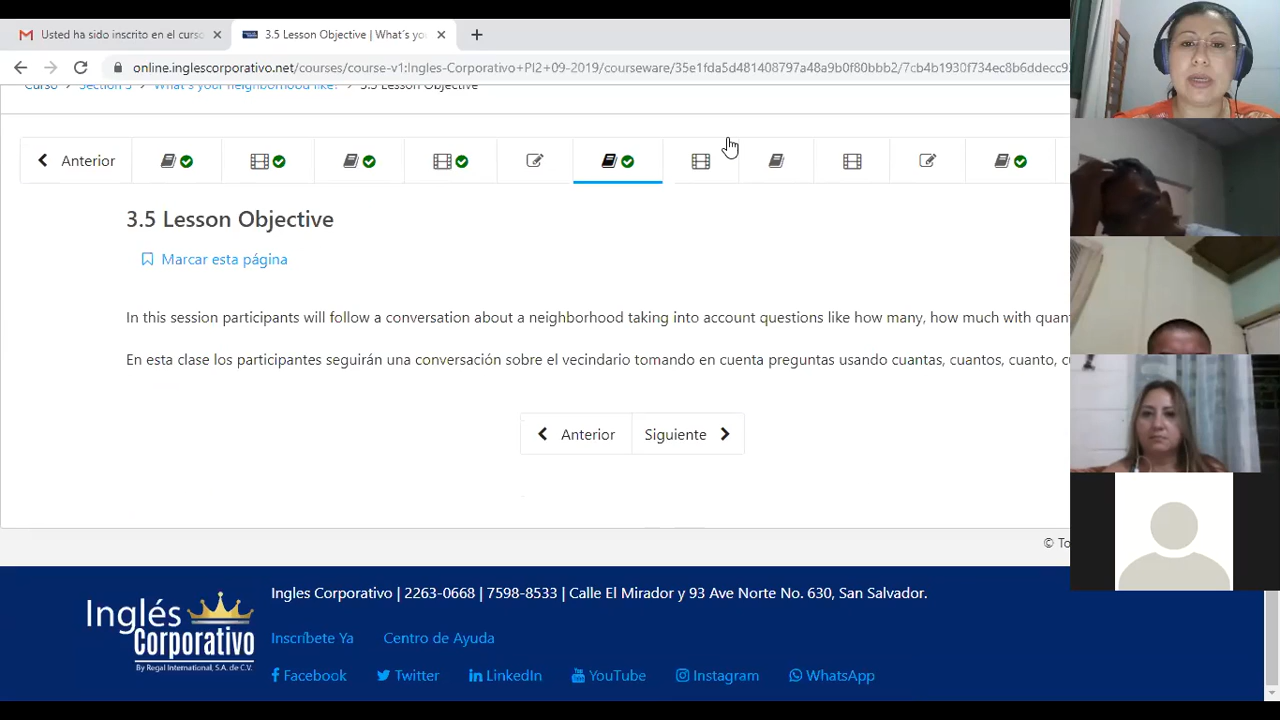 Usted ha sido inscrito en el curso
3.5 Lesson Objective | What's yo
online.inglescorporativo.net/courses/course-v1:Ingles-Corporativo+PI2+09-2019/courseware/35e1fda5d481408797a48a9b0f80bbb2/7cb4b1930f734ec8b6ddecc9
Curso > Section 3 > What's your neighborhood like? > 3.5 Lesson Objective
Anterior
3.5 Lesson Objective
Marcar esta página
In this session participants will follow a conversation about a neighborhood taking into account questions like how many, how much with quan
En esta clase los participantes seguirán una conversación sobre el vecindario tomando en cuenta preguntas usando cuantas, cuantos, cuanto, cu
Anterior Siguiente
© To
Inglés Corporativo
By Regal International, S.A. de C.V.
Ingles Corporativo | 2263-0668 | 7598-8533 | Calle El Mirador y 93 Ave Norte No. 630, San Salvador.
Inscríbete Ya Centro de Ayuda
Facebook Twitter LinkedIn YouTube Instagram WhatsApp